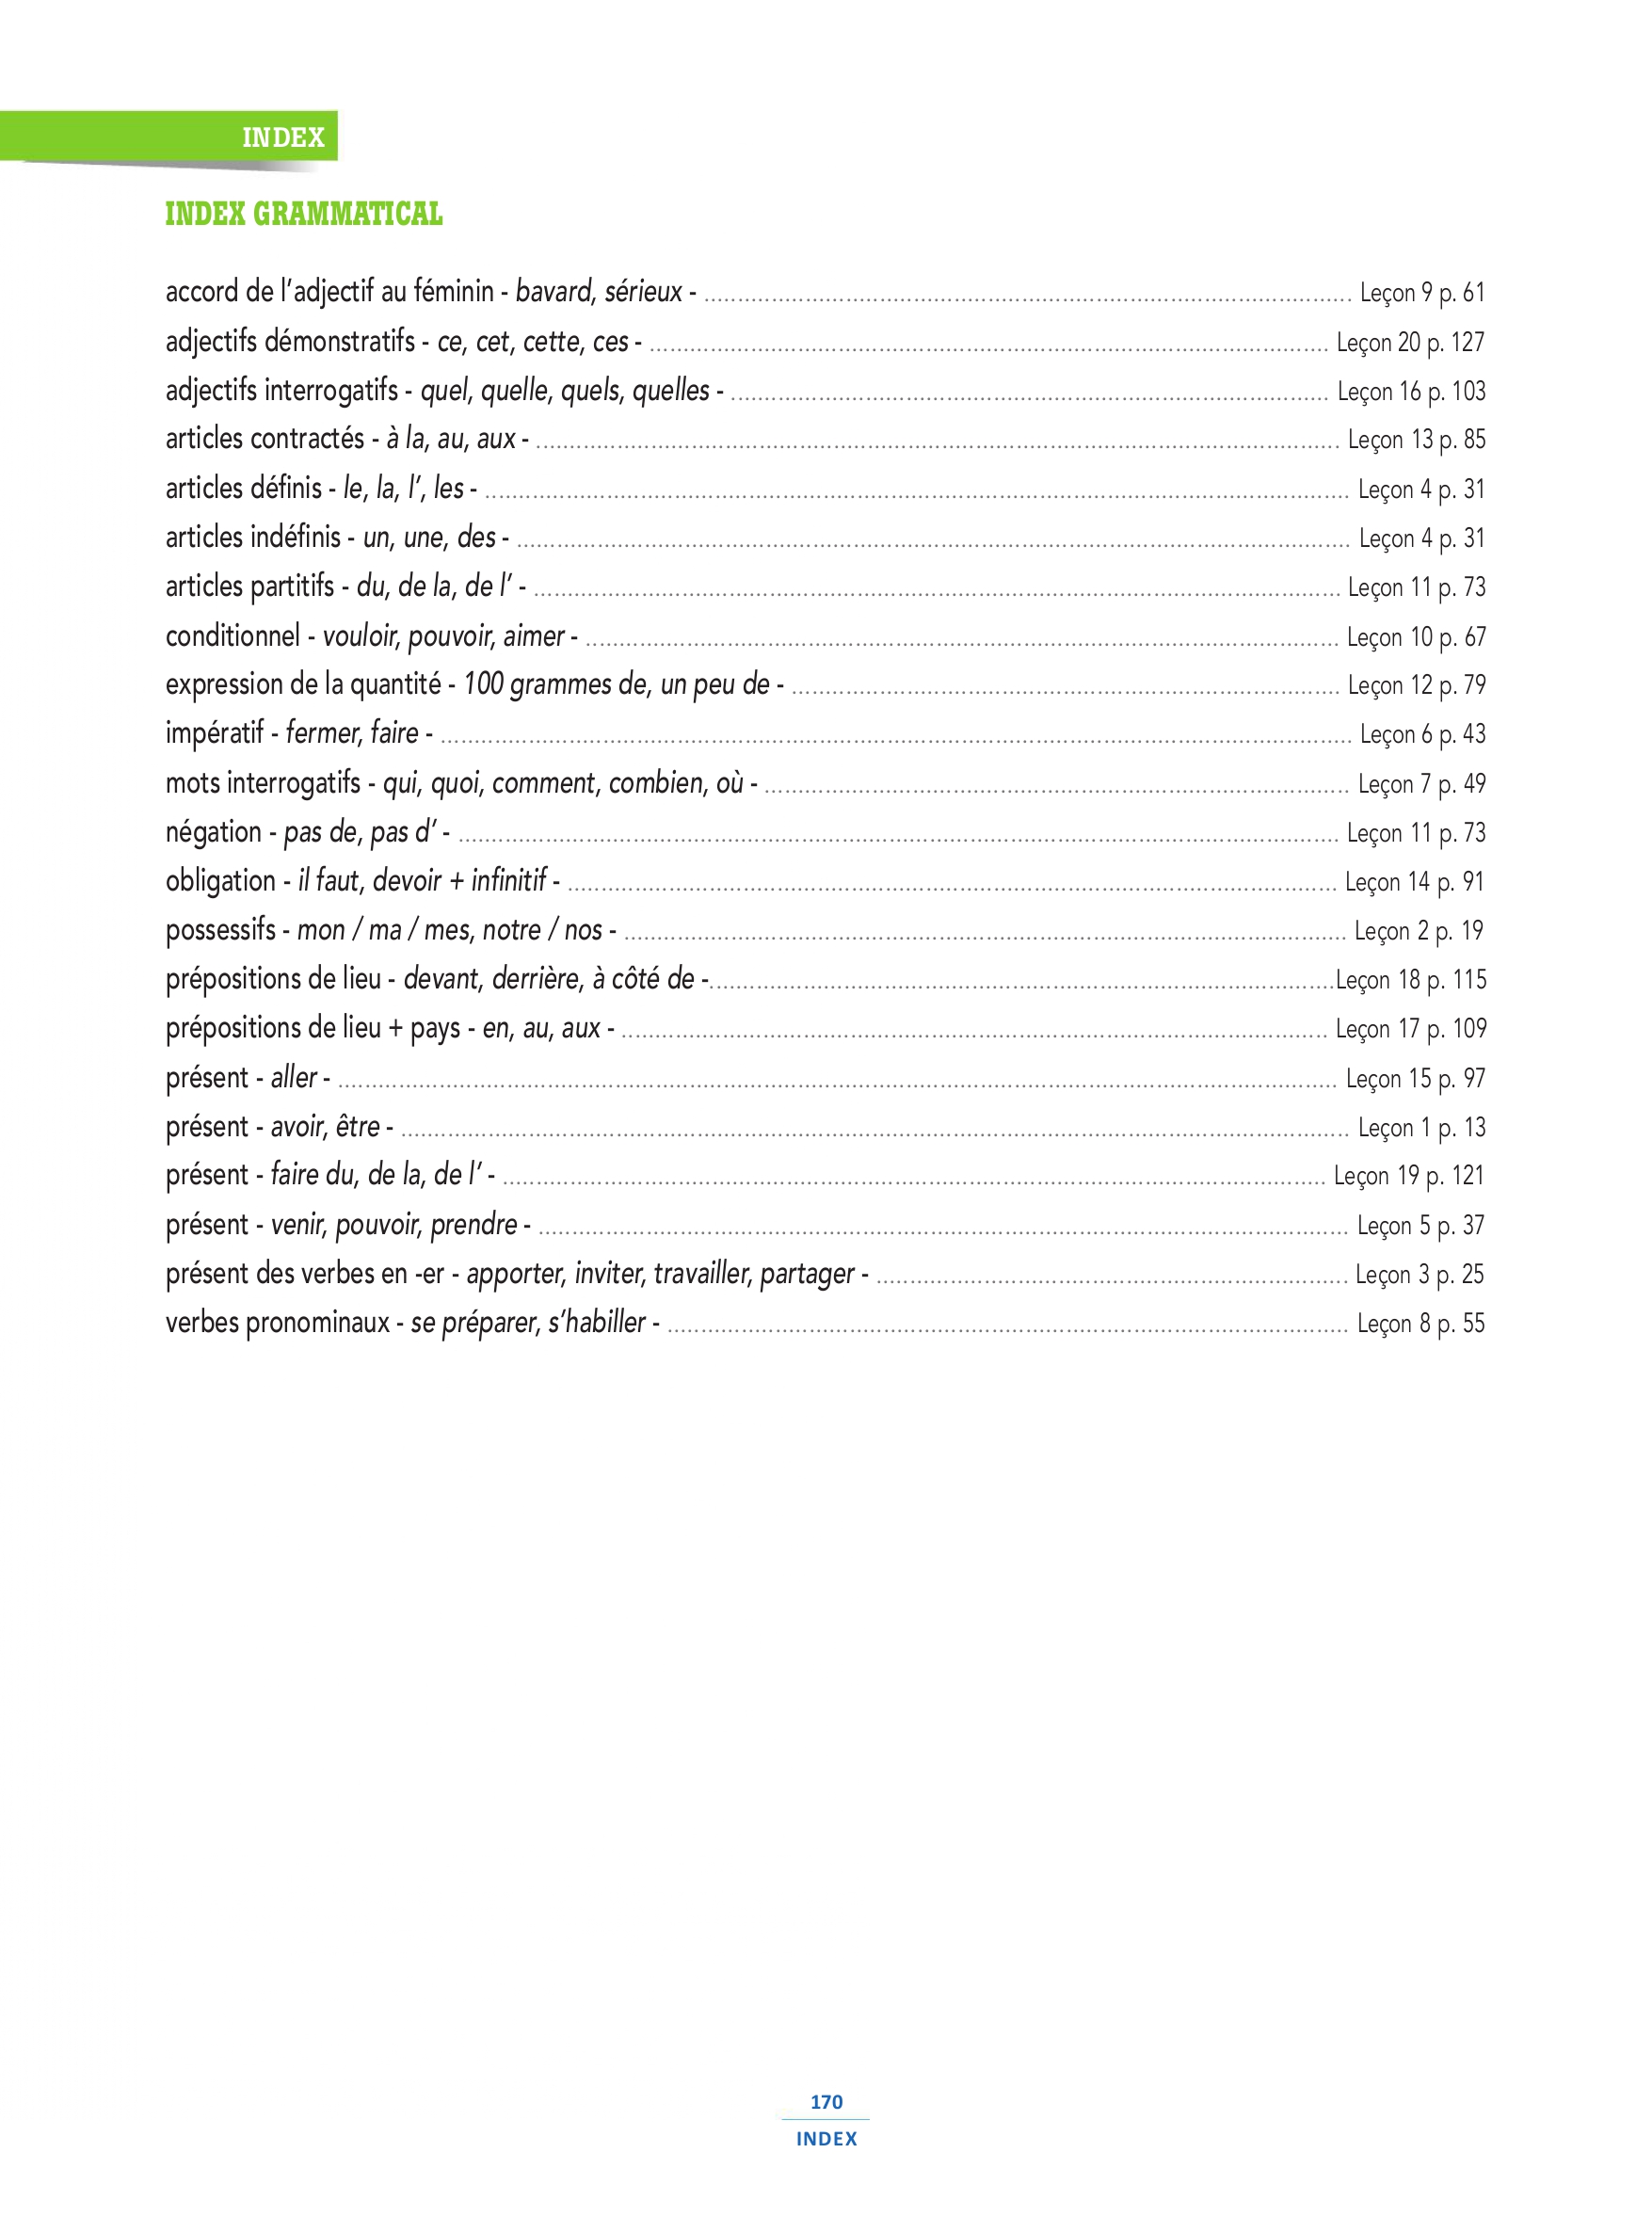 INDEX
INDEX GRAMMATICAL
accord de l’adjectif au féminin - bavard, sérieux - ........ Leçon 9 p. 61
adjectifs démonstratifs - ce, cet, cette, ces - ........ Leçon 20 p. 127
adjectifs interrogatifs - quel, quelle, quels, quelles - ........ Leçon 16 p. 103
articles contractés - à la, au, aux - ........ Leçon 13 p. 85
articles définis - le, la, l’, les - ........ Leçon 4 p. 31
articles indéfinis - un, une, des - ........ Leçon 4 p. 31
articles partitifs - du, de la, de l’ - ........ Leçon 11 p. 73
conditionnel - vouloir, pouvoir, aimer - ........ Leçon 10 p. 67
expression de la quantité - 100 grammes de, un peu de - ........ Leçon 12 p. 79
impératif - fermer, faire - ........ Leçon 6 p. 43
mots interrogatifs - qui, quoi, comment, combien, où - ........ Leçon 7 p. 49
négation - pas de, pas d’ - ........ Leçon 11 p. 73
obligation - il faut, devoir + infinitif - ........ Leçon 14 p. 91
possessifs - mon / ma / mes, notre / nos - ........ Leçon 2 p. 19
prépositions de lieu - devant, derrière, à côté de -........Leçon 18 p. 115
prépositions de lieu + pays - en, au, aux - ........ Leçon 17 p. 109
présent - aller - ........ Leçon 15 p. 97
présent - avoir, être - ........ Leçon 1 p. 13
présent - faire du, de la, de l’ - ........ Leçon 19 p. 121
présent - venir, pouvoir, prendre - ........ Leçon 5 p. 37
présent des verbes en -er - apporter, inviter, travailler, partager - ........ Leçon 3 p. 25
verbes pronominaux - se préparer, s’habiller - ........ Leçon 8 p. 55
170
INDEX